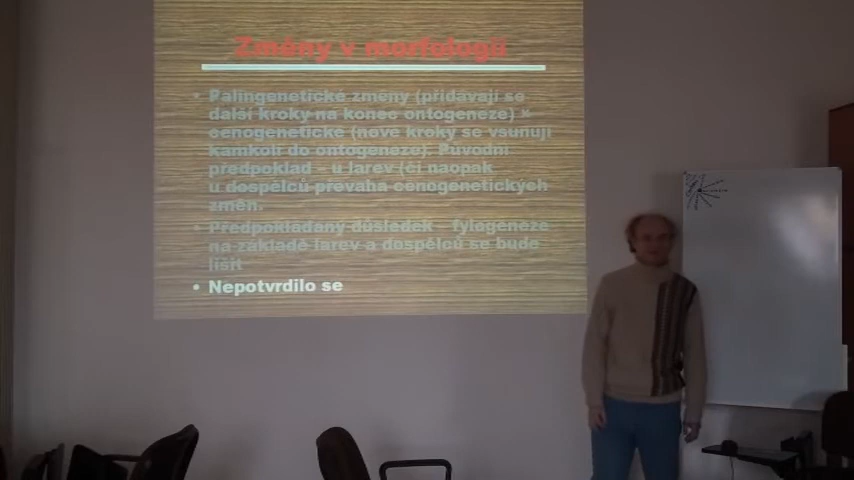 Změny v morfologii
• Palingenetické změny (přidávají se
další kroky na konec ontogeneze) ×
cenogenetické (nové kroky se vsunují
kamkoli do ontogeneze). Původní
předpoklad – u larev (či naopak
u dospělců převaha cenogenetických
změn.
• Předpokládaný důsledek – fylogeneze
na základě larev a dospělců se bude
lišit
• Nepotvrdilo se